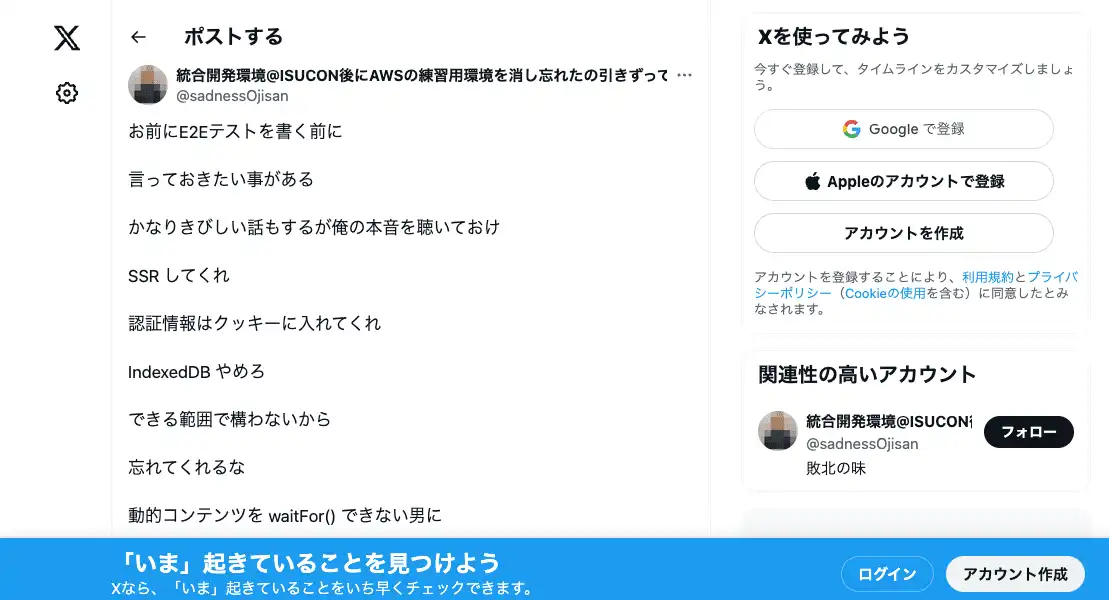 ポストする
統合開発環境@ISUCON後にAWSの練習用環境を消し忘れたの引きずって
@sadnessOjisan
お前にE2Eテストを書く前に
言っておきたい事がある
かなりきびしい話もするが俺の本音を聴いておけ
SSR してくれ
認証情報はクッキーに入れてくれ
IndexedDB やめろ
できる範囲で構わないから
忘れてくれるな
動的コンテンツを waitFor() できない男に
Xを使ってみよう
今すぐ登録して、タイムラインをカスタマイズしましょ
う。
Google で登録
Appleのアカウントで登録
アカウントを作成
アカウントを登録することにより、利用規約とプライバ
シーポリシー（Cookieの使用を含む）に同意したとみ
なされます。
関連性の高いアカウント
統合開発環境@ISUCON
@sadnessOjisan
フォロー
敗北の味
「いま」起きていることを見つけよう
Xなら、「いま」起きていることをいち早くチェックできます。
ログイン
アカウント作成